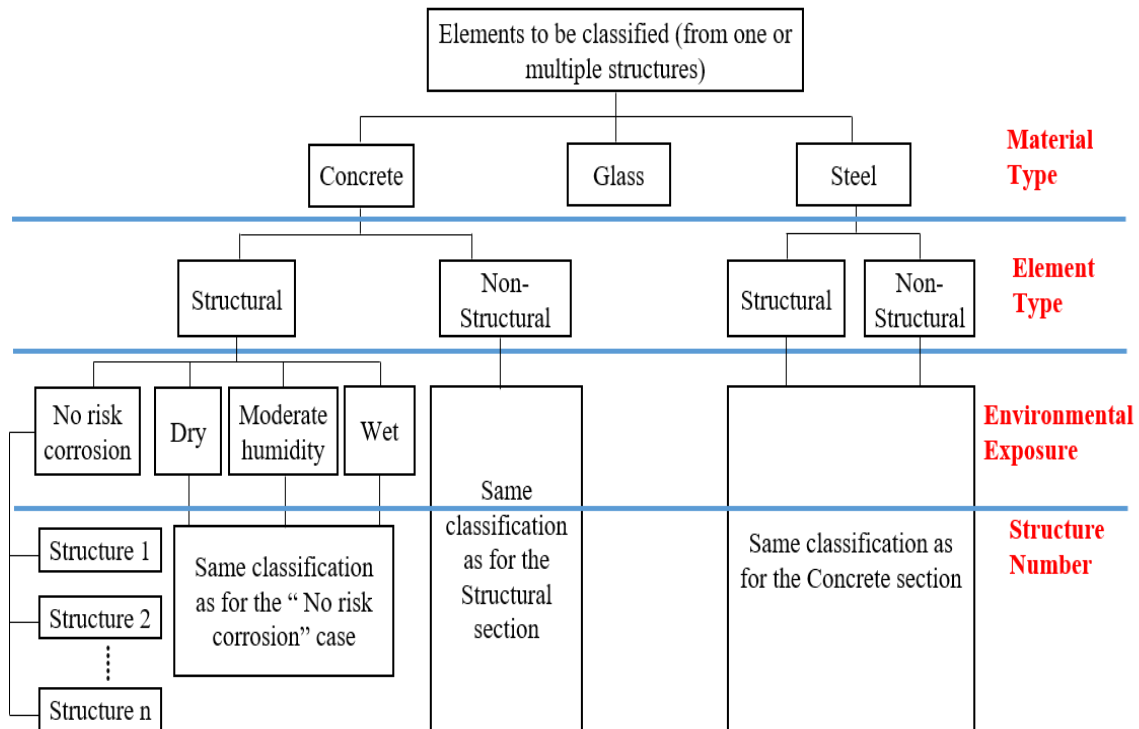 Elements to be classified (from one or
multiple structures)
Material
Type
Concrete
Glass
Steel
Element
Type
Structural
Non-
Structural
Structural
Non-
Structural
Environmental
Exposure
No risk
corrosion
Dry
Moderate
humidity
Wet
Same
classification
as for the
Structural
section
Same classification as
for the Concrete section
Structure
Number
Structure 1
Structure 2
Structure n
Same classification
as for the “ No risk
corrosion” case